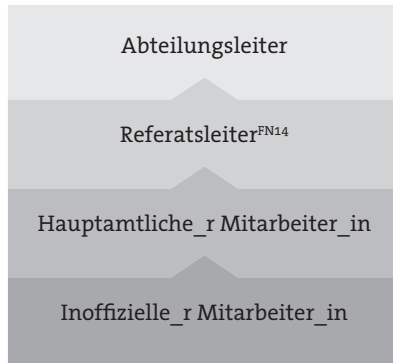 Abteilungsleiter
ReferatsleiterFN14
Hauptamtliche_r Mitarbeiter_in
Inoffizielle_r Mitarbeiter_in